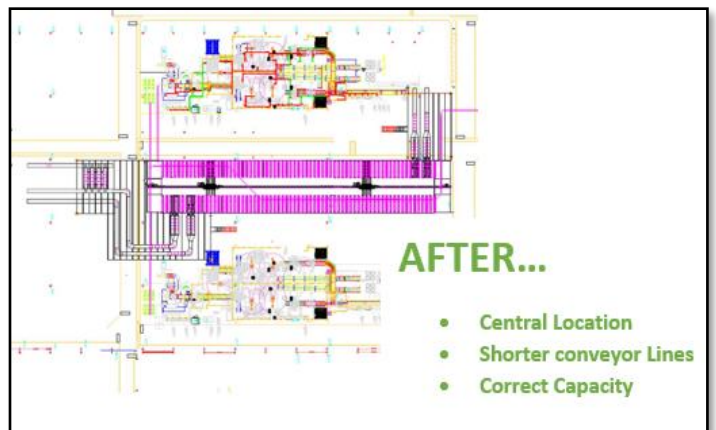 AFTER...
Central Location
Shorter conveyor Lines
Correct Capacity